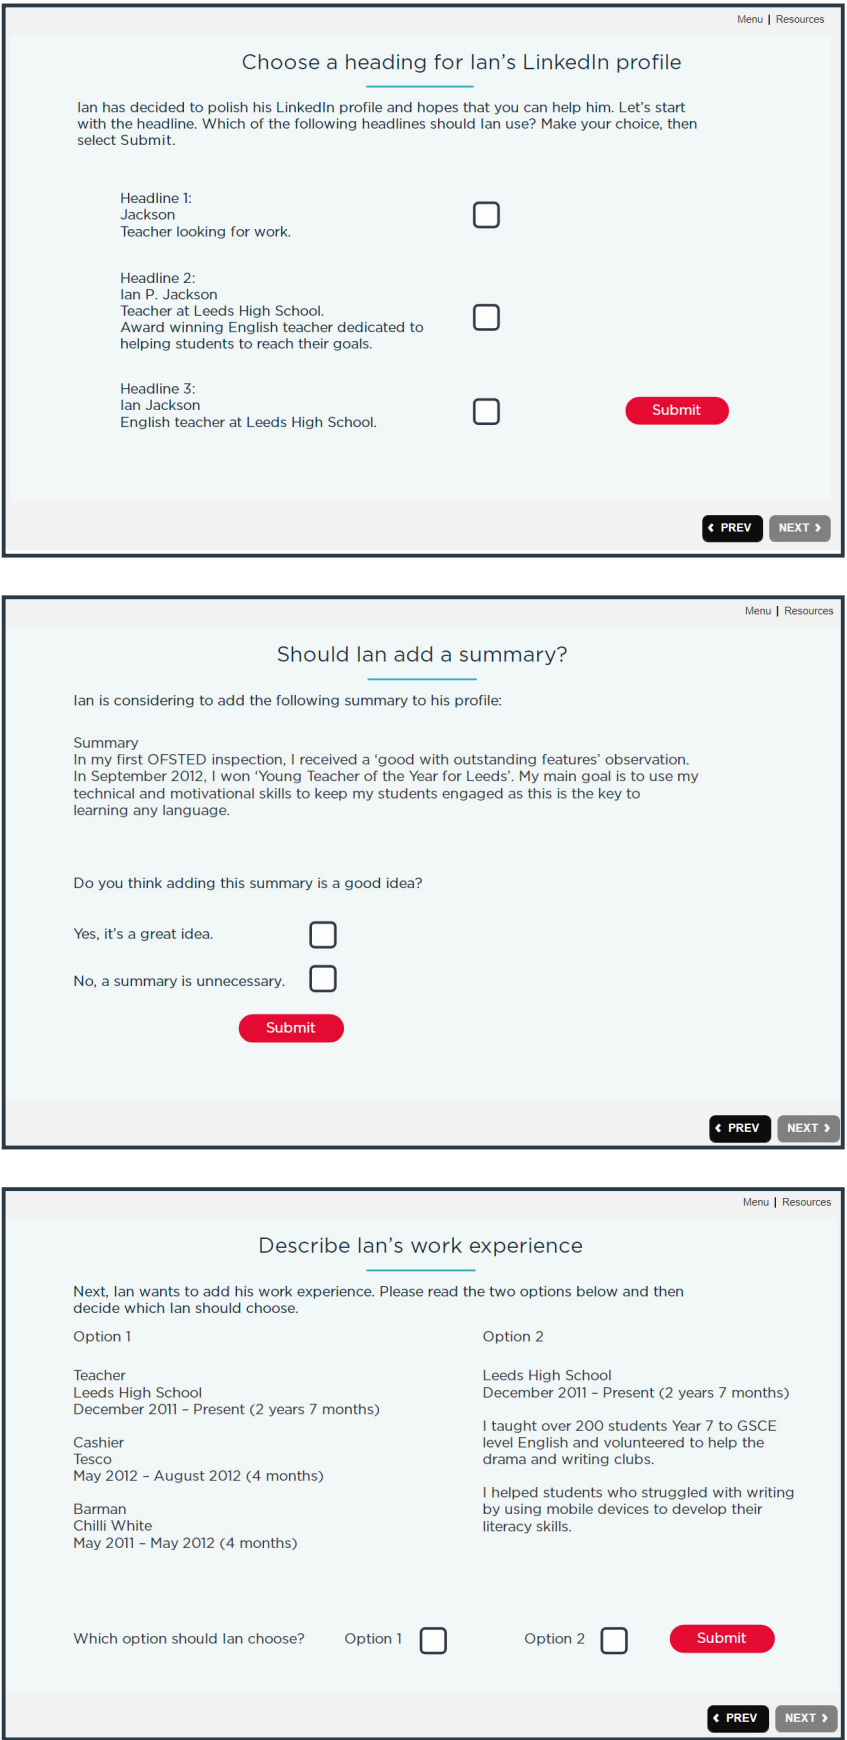 Menu | Resources
Choose a heading for Ian's LinkedIn profile
Ian has decided to polish his LinkedIn profile and hopes that you can help him. Let's start
with the headline. Which of the following headlines should Ian use? Make your choice, then
select Submit.
Headline 1:
Jackson
Teacher looking for work.
Headline 2:
Ian P. Jackson
Teacher at Leeds High School.
Award winning English teacher dedicated to
helping students to reach their goals.
Headline 3:
Ian Jackson
English teacher at Leeds High School.
Submit
PREV NEXT
Menu | Resources
Should Ian add a summary?
Ian is considering to add the following summary to his profile:
Summary
In my first OFSTED inspection, I received a ‘good with outstanding features’ observation.
In September 2012, I won ‘Young Teacher of the Year for Leeds’. My main goal is to use my
technical and motivational skills to keep my students engaged as this is the key to
learning any language.
Do you think adding this summary is a good idea?
Yes, it's a great idea.
No, a summary is unnecessary.
Submit
PREV NEXT
Menu | Resources
Describe Ian's work experience
Next, Ian wants to add his work experience. Please read the two options below and then
decide which Ian should choose.
Option 1
Teacher
Leeds High School
December 2011 – Present (2 years 7 months)
Cashier
Tesco
May 2012 – August 2012 (4 months)
Barman
Chilli White
May 2011 – May 2012 (4 months)
Option 2
Leeds High School
December 2011 – Present (2 years 7 months)
I taught over 200 students Year 7 to GSCE
level English and volunteered to help the
drama and writing clubs.
I helped students who struggled with writing
by using mobile devices to develop their
literacy skills.
Which option should Ian choose? Option 1 Option 2 Submit
PREV NEXT